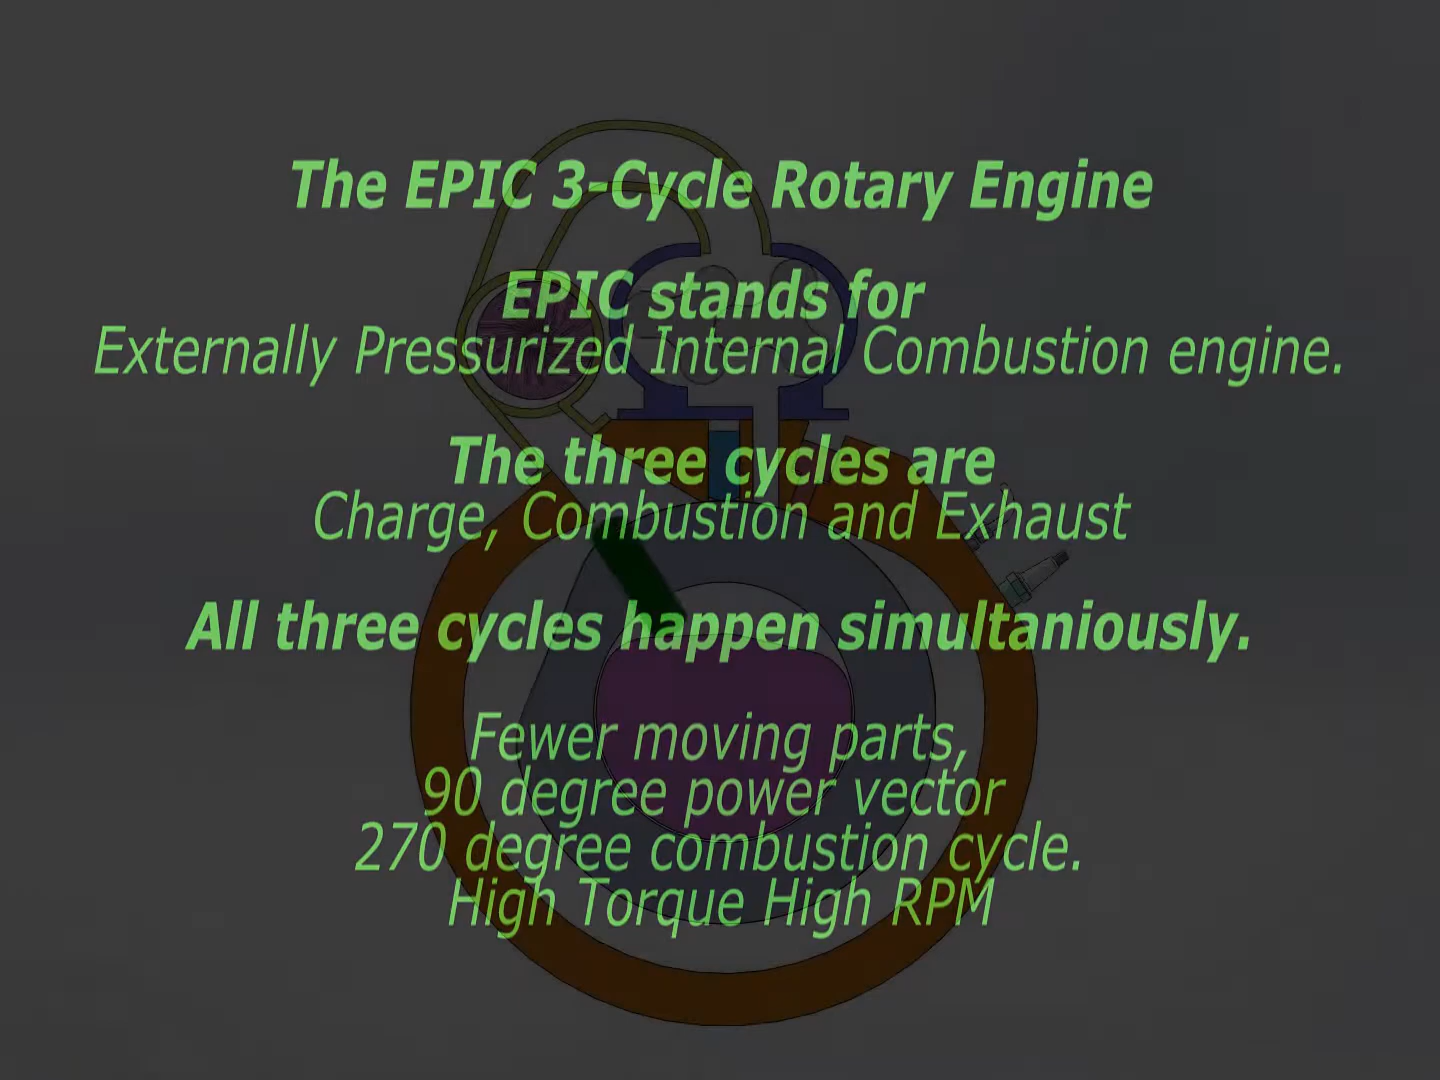 The EPIC 3-Cycle Rotary Engine
EPIC stands for
Externally Pressurized Internal Combustion engine.
The three cycles are
Charge, Combustion and Exhaust
All three cycles happen simultaniously.
Fewer moving parts,
90 degree power vector
270 degree combustion cycle.
High Torque High RPM